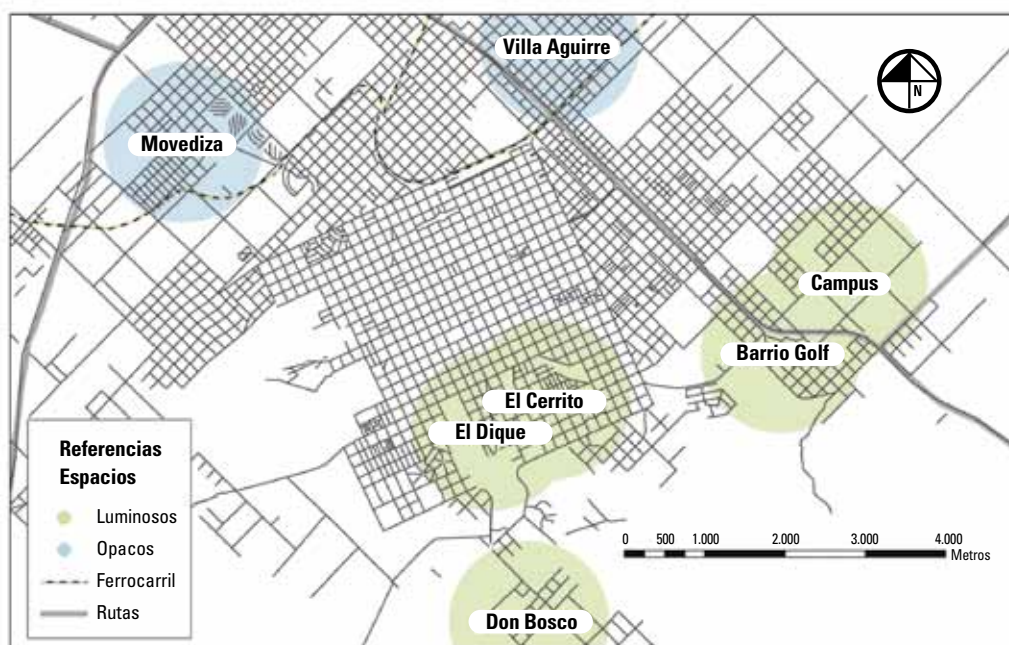 Villa Aguirre
N
Movediza
Campus
Barrio Golf
El Cerrito
El Dique
Referencias
Espacios
Luminosos
Opacos
Ferrocarril
Rutas
0 500 1.000 2.000 3.000 4.000
Metros
Don Bosco